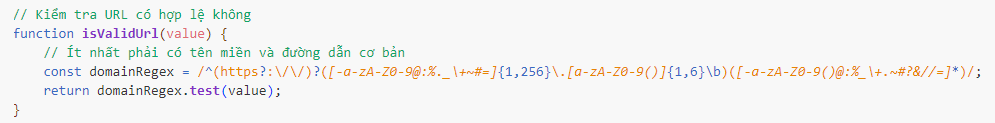 // Kiểm tra URL có hợp lệ không
function isValidUrl(value) {
    // Ít nhất phải có tên miền và đường dẫn cơ bản
    const domainRegex = /^(https?:\/\/)?([-a-zA-Z0-9@:%._\+~#=]{1,256}\.[a-zA-Z0-9()]{1,6}\b)([-a-zA-Z0-9()@:%_\+.~#?&//=]*)/;
    return domainRegex.test(value);
}